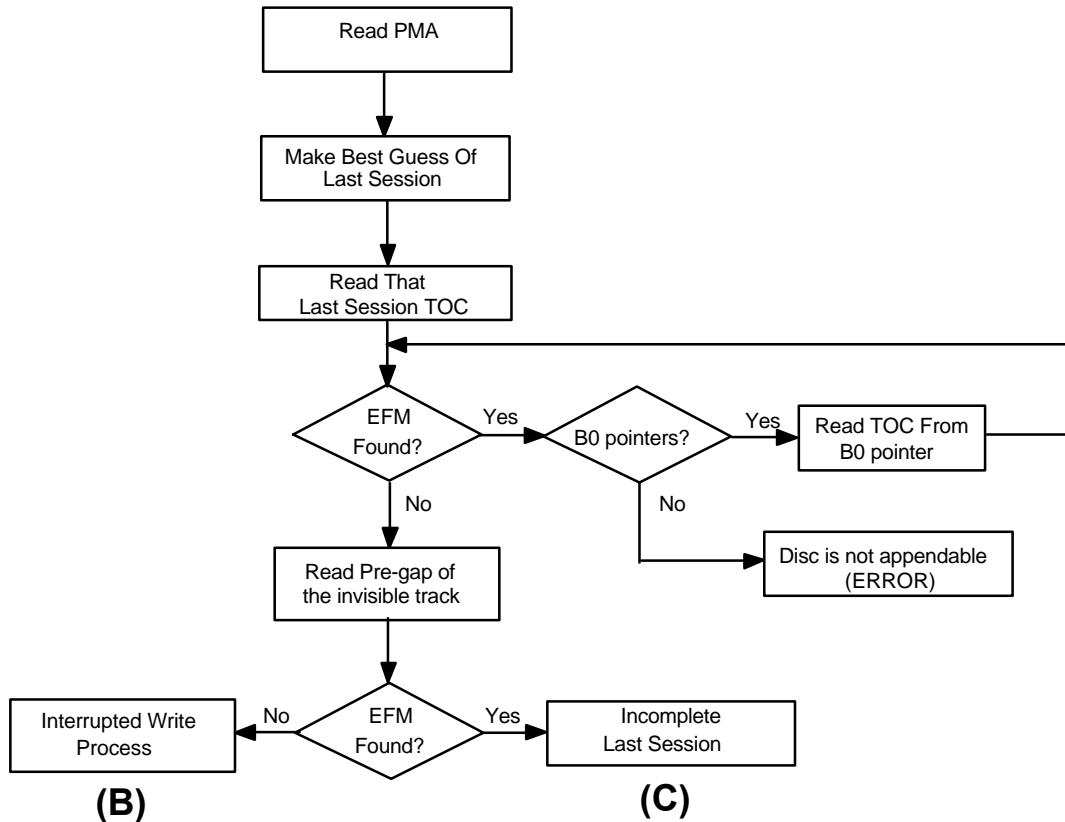 Read PMA
Make Best Guess Of
Last Session
Read That
Last Session TOC
EFM
Found?
Yes
B0 pointers?
Yes
Read TOC From
B0 pointer
No
No
Disc is not appendable
(ERROR)
Read Pre-gap of
the invisible track
Interrupted Write
Process
No
EFM
Found?
Yes
Incomplete
Last Session
(B)
(C)